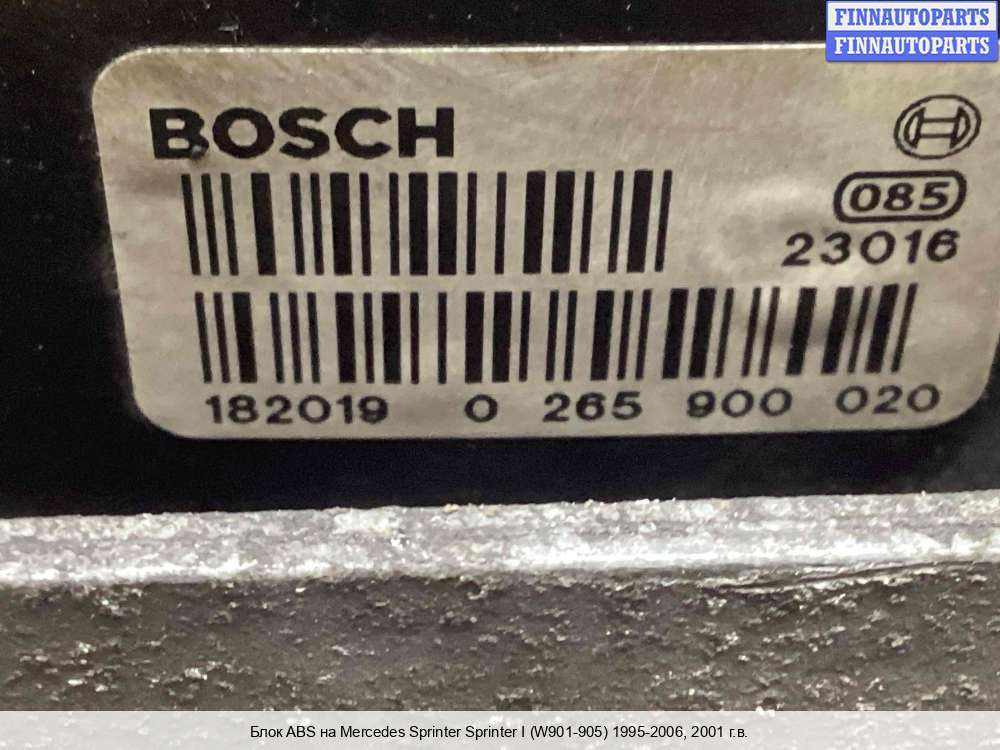 FINNAUTOPARTS
FINNAUTOPARTS
BOSCH
085
23016
182019 0 265 900 020
Блок ABS на Mercedes Sprinter Sprinter I (W901-905) 1995-2006, 2001 г.в.